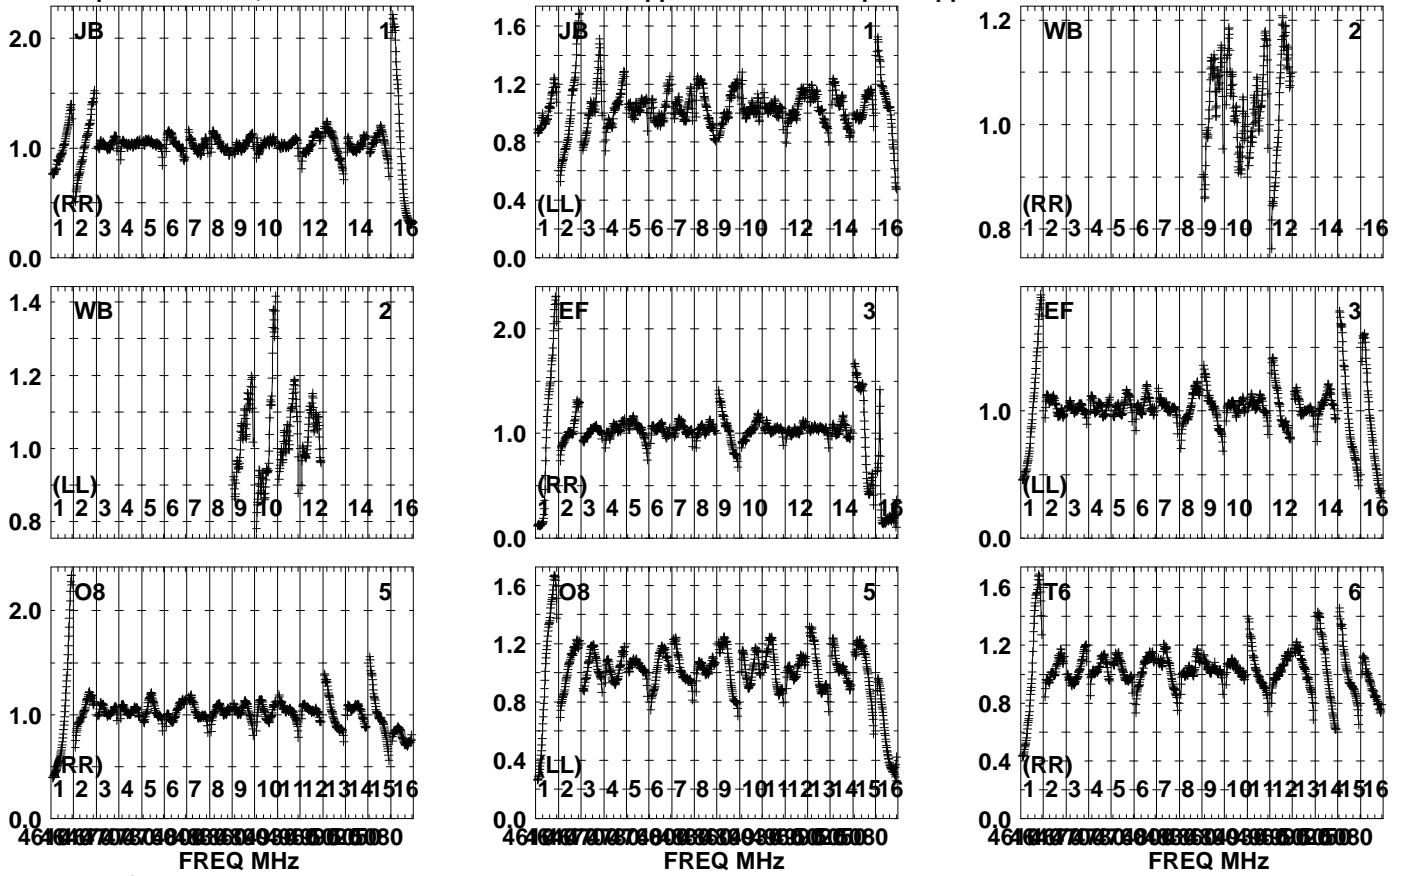 2.0 JB 1
1.0
(RR)
1 2 3 4 5 6 7 8 9 10 12 14 16
0.0
1.6 JB 1
1.2
0.8
0.4 (LL)
1 2 3 4 5 6 7 8 9 10 12 14 16
0.0
1.2 WB 2
1.0
(RR)
0.8 1 2 3 4 5 6 7 8 9 10 12 14 16
1.4 WB 2
1.2
1.0
(LL)
1 2 3 4 5 6 7 8 9 10 12 14 16
0.8
EF 3
2.0
1.0
(RR)
1 2 3 4 5 6 7 8 9 10 12 14 16
0.0
EF 3
1.0
(LL)
1 2 3 4 5 6 7 8 9 10 12 14 16
0.0
O8 5
2.0
1.0
(RR)
1 2 3 4 5 6 7 8 9 10 11 12 13 14 15 16
0.0
FREQ MHz
1.6 O8 5
1.2
0.8
0.4 (LL)
1 2 3 4 5 6 7 8 9 10 11 12 13 14 15 16
0.0
FREQ MHz
1.6 T6 6
1.2
0.8
0.4 (RR)
1 2 3 4 5 6 7 8 9 10 11 12 13 14 15 16
0.0
FREQ MHz